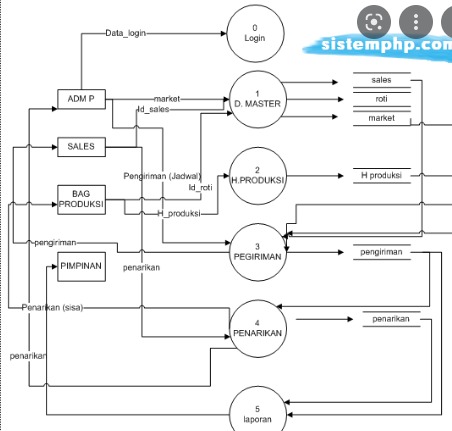 0
Login
Data_login
sistemphp.com
ADM P
market
Id_sales
1
D. MASTER
sales
roti
market
SALES
Pengiriman (Jadwal)
Id_roti
2
H.PRODUKSI
H produksi
BAG
PRODUKSI
H_produksi
pengiriman
3
PEGIRIMAN
pengiriman
PIMPINAN
penarikan
Penarikan (sisa)
4
PENARIKAN
penarikan
penarikan
5
laporan